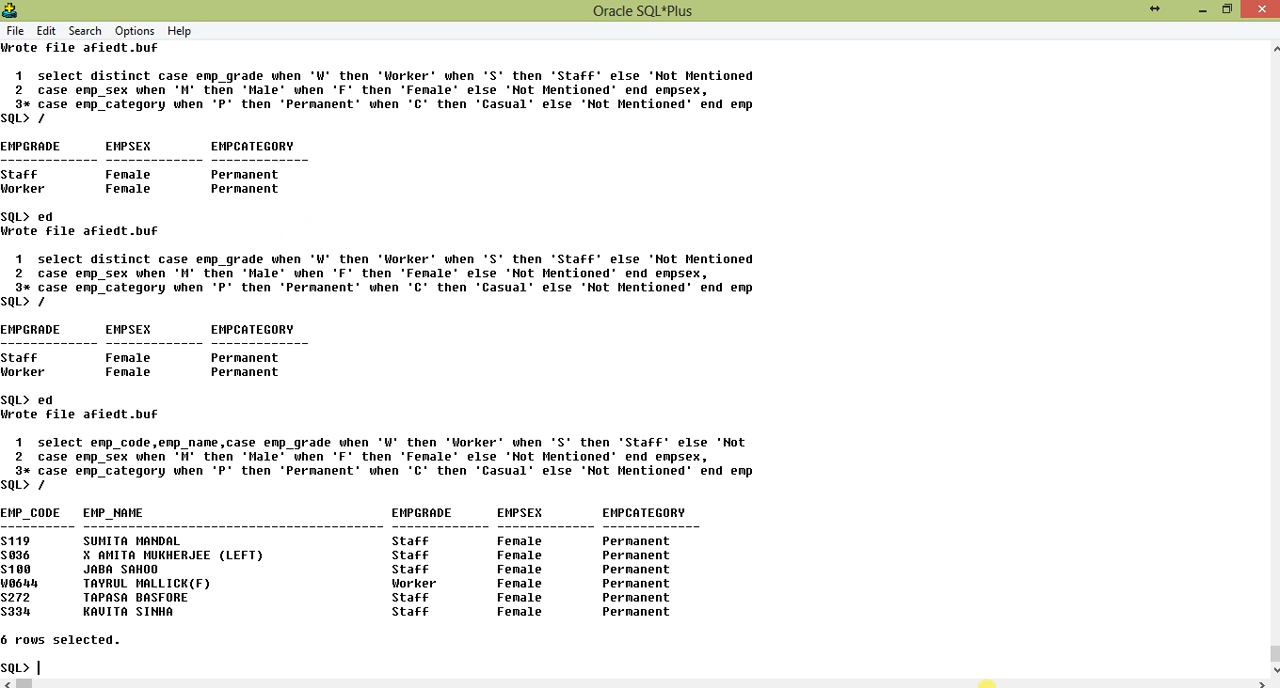 Oracle SQL*Plus
File Edit Search Options Help
Wrote file afiedt.buf
1 select distinct case emp_grade when 'W' then 'Worker' when 'S' then 'Staff' else 'Not Mentioned
2 case emp_sex when 'M' then 'Male' when 'F' then 'Female' else 'Not Mentioned' end empsex,
3* case emp_category when 'P' then 'Permanent' when 'C' then 'Casual' else 'Not Mentioned' end emp
SQL> /
EMPGRADE EMPSEX EMPCATEGORY
------------- ------------- -------------
Staff Female Permanent
Worker Female Permanent
SQL> ed
Wrote file afiedt.buf
1 select distinct case emp_grade when 'W' then 'Worker' when 'S' then 'Staff' else 'Not Mentioned
2 case emp_sex when 'M' then 'Male' when 'F' then 'Female' else 'Not Mentioned' end empsex,
3* case emp_category when 'P' then 'Permanent' when 'C' then 'Casual' else 'Not Mentioned' end emp
SQL> /
EMPGRADE EMPSEX EMPCATEGORY
------------- ------------- -------------
Staff Female Permanent
Worker Female Permanent
SQL> ed
Wrote file afiedt.buf
1 select emp_code,emp_name,case emp_grade when 'W' then 'Worker' when 'S' then 'Staff' else 'Not
2 case emp_sex when 'M' then 'Male' when 'F' then 'Female' else 'Not Mentioned' end empsex,
3* case emp_category when 'P' then 'Permanent' when 'C' then 'Casual' else 'Not Mentioned' end emp
SQL> /
EMP_CODE EMP_NAME EMPGRADE EMPSEX EMPCATEGORY
---------- ---------------------------------------- ------------- ------------- -------------
S119 SUMITA MANDAL Staff Female Permanent
S036 X AMITA MUKHERJEE (LEFT) Staff Female Permanent
S100 JABA SAHOO Staff Female Permanent
W0644 TAYRUL MALLICK(F) Worker Female Permanent
S272 TAPASA BASFORE Staff Female Permanent
S334 KAVITA SINHA Staff Female Permanent
6 rows selected.
SQL>